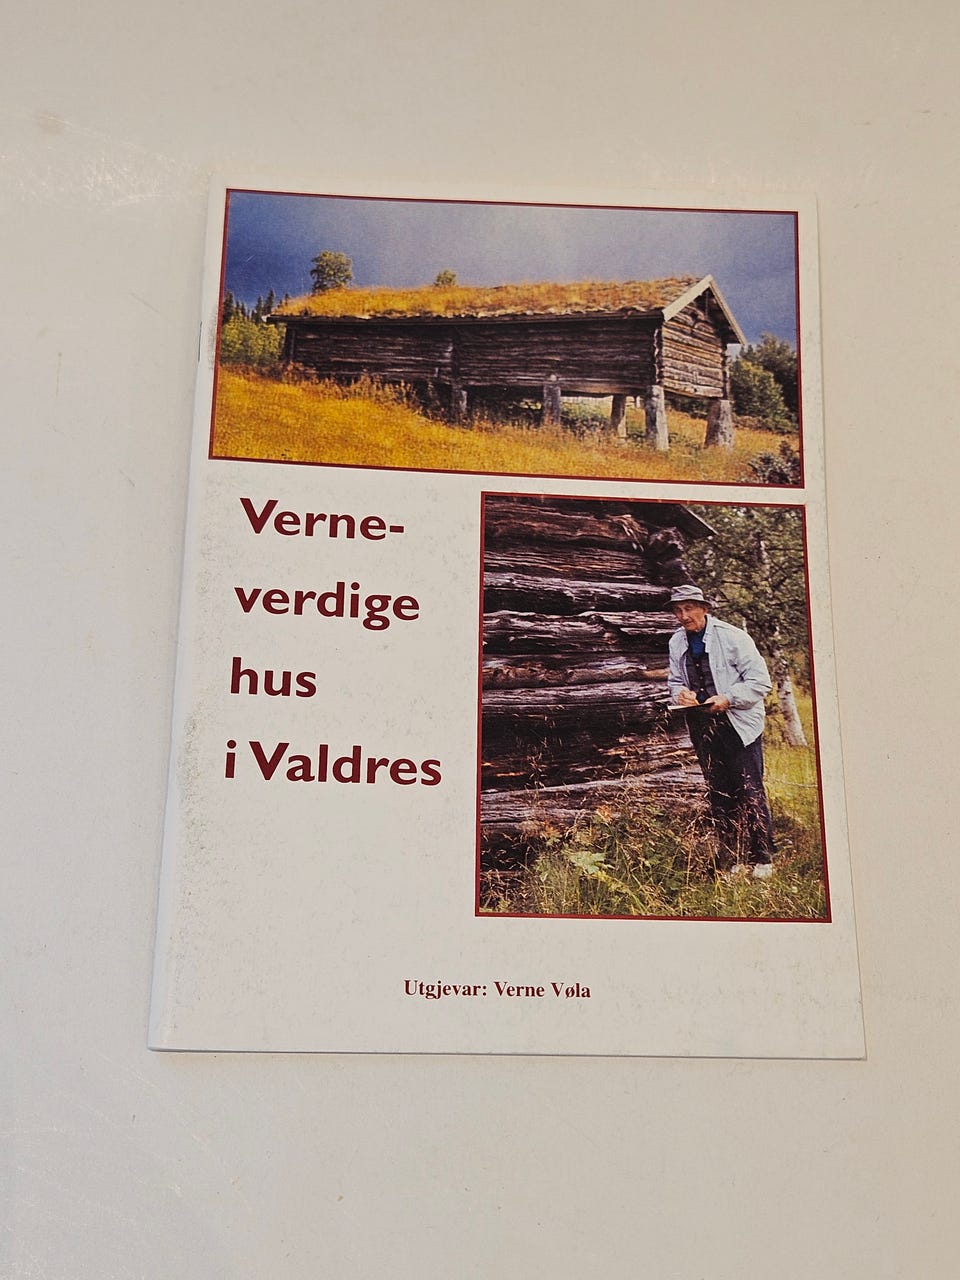 Verne-
verdige
hus
i Valdres
Utgjevar: Verne Vøla